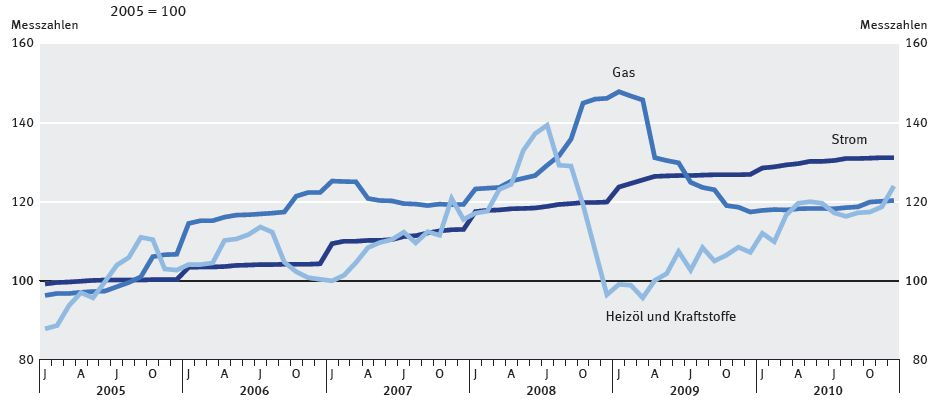 2005 = 100
Messzahlen Messzahlen
160 160
Gas
140 140
Strom
120 120
100 100
Heizöl und Kraftstoffe
80 80
J A J O J A J O J A J O J A J O J A J O J A J O
2005 2006 2007 2008 2009 2010